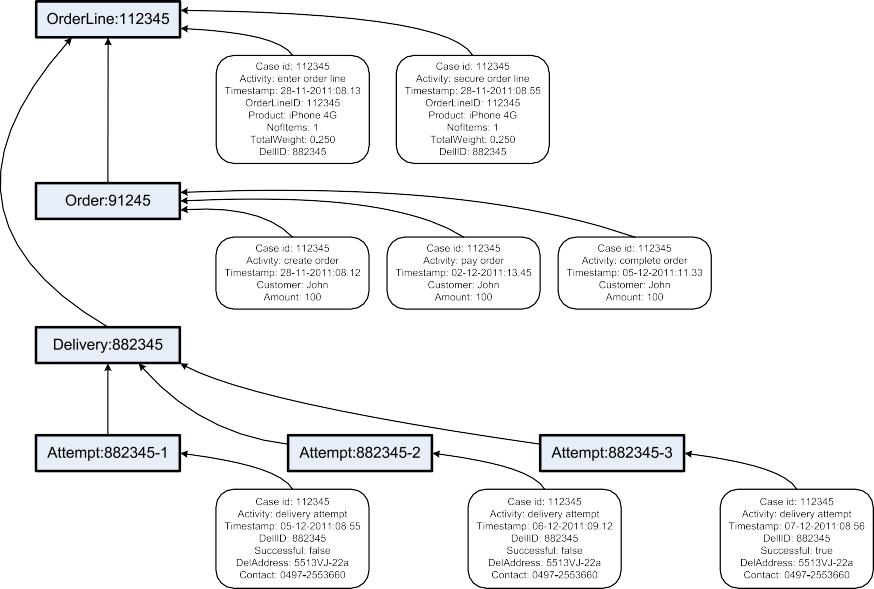 OrderLine:112345
Case id: 112345
Activity: enter order line
Timestamp: 28-11-2011:08.13
OrderLineID: 112345
Product: iPhone 4G
NofItems: 1
TotalWeight: 0.250
DellID: 882345
Case id: 112345
Activity: secure order line
Timestamp: 28-11-2011:08.55
OrderLineID: 112345
Product: iPhone 4G
NofItems: 1
TotalWeight: 0.250
DellID: 882345
Order:91245
Case id: 112345
Activity: create order
Timestamp: 28-11-2011:08.12
Customer: John
Amount: 100
Case id: 112345
Activity: pay order
Timestamp: 02-12-2011:13.45
Customer: John
Amount: 100
Case id: 112345
Activity: complete order
Timestamp: 05-12-2011:11.33
Customer: John
Amount: 100
Delivery:882345
Attempt:882345-1
Attempt:882345-2
Attempt:882345-3
Case id: 112345
Activity: delivery attempt
Timestamp: 05-12-2011:08.55
DellID: 882345
Successful: false
DelAddress: 5513VJ-22a
Contact: 0497-2553660
Case id: 112345
Activity: delivery attempt
Timestamp: 06-12-2011:09.12
DellID: 882345
Successful: false
DelAddress: 5513VJ-22a
Contact: 0497-2553660
Case id: 112345
Activity: delivery attempt
Timestamp: 07-12-2011:08.56
DellID: 882345
Successful: true
DelAddress: 5513VJ-22a
Contact: 0497-2553660